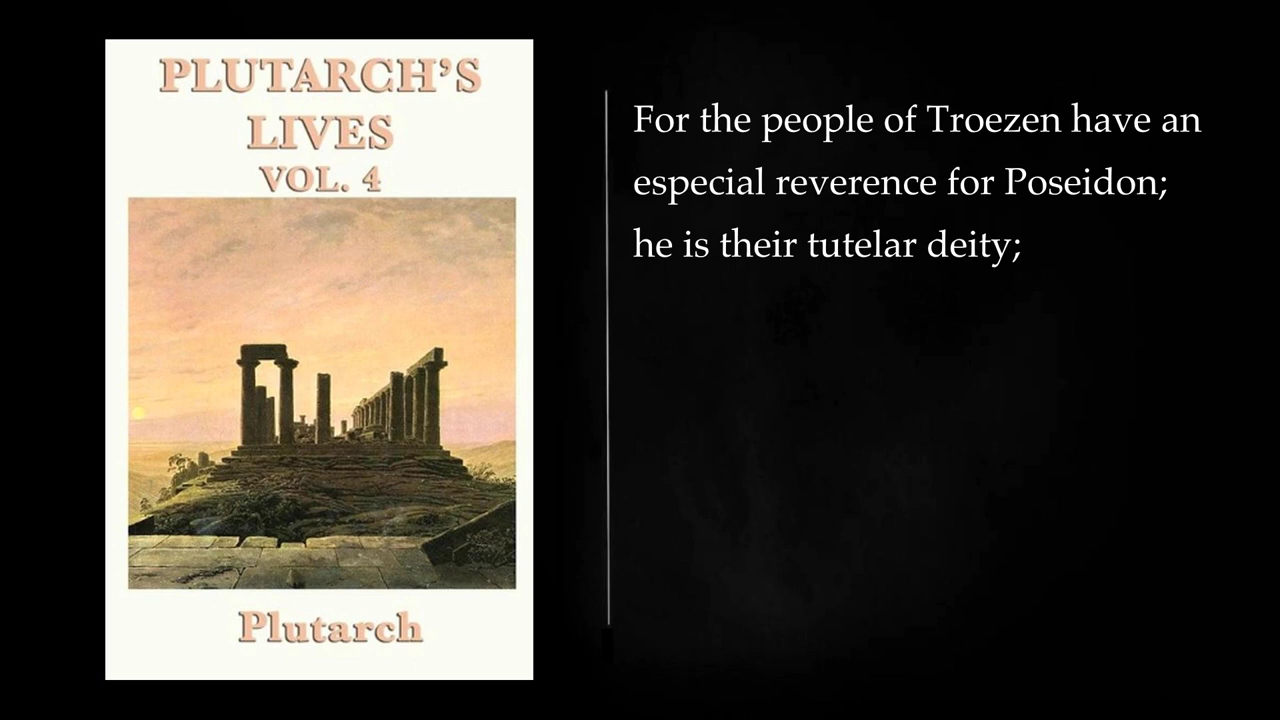 PLUTARCH'S
LIVES
VOL. 4
Plutarch
For the people of Troezen have an
especial reverence for Poseidon;
he is their tutelar deity;